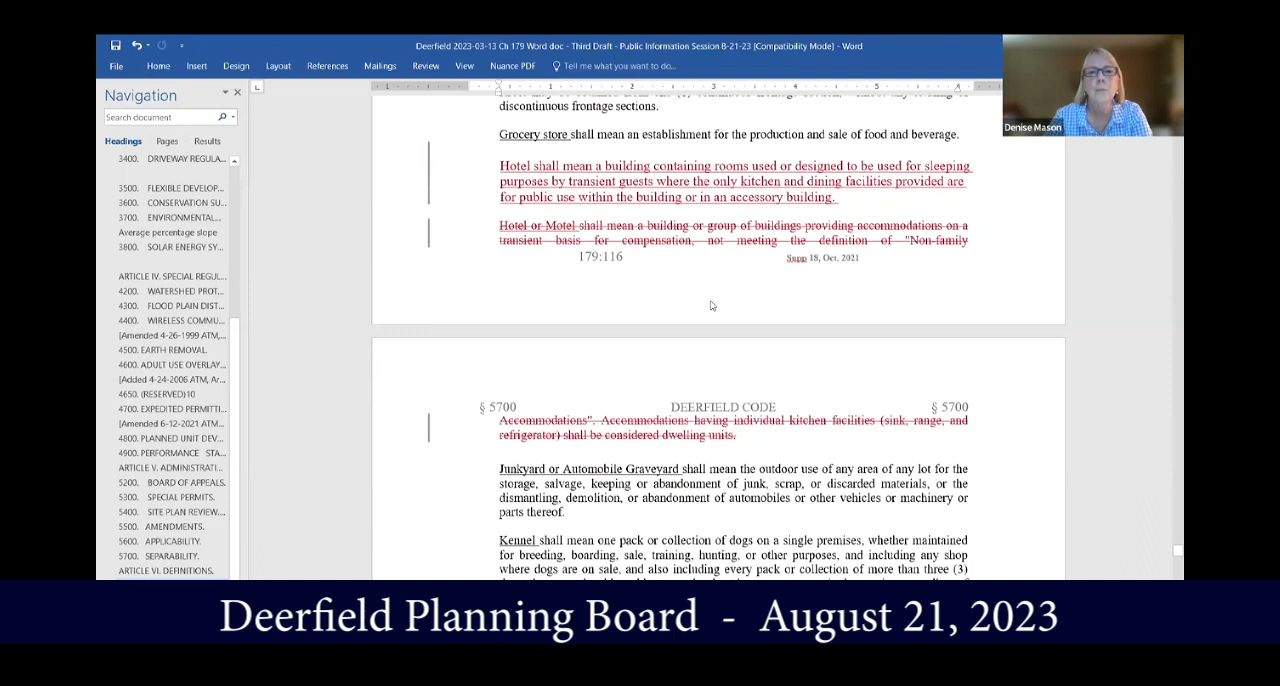 Deerfield 2023-03-13 Ch 179 Word doc - Third Draft - Public Information Session 8-21-23 [Compatibility Mode] - Word
File Home Insert Design Layout References Mailings Review View Nuance PDF Tell me what you want to do...
Denise Mason
Navigation
Search document
Headings Pages Results
3400. DRIVEWAY REGULA...
3500. FLEXIBLE DEVELOP...
3600. CONSERVATION SU...
3700. ENVIRONMENTAL...
Average percentage slope
3800. SOLAR ENERGY SY...
ARTICLE IV. SPECIAL REGUL...
4200. WATERSHED PROT...
4300. FLOOD PLAIN DIST...
4400. WIRELESS COMMU...
[Amended 4-26-1999 ATM,...
4500. EARTH REMOVAL.
4600. ADULT USE OVERLAY...
[Added 4-24-2006 ATM, Ar...
4650. (RESERVED)10
4700. EXPEDITED PERMITTI...
[Amended 6-12-2021 ATM...
4800. PLANNED UNIT DEV...
4900. PERFORMANCE STA...
ARTICLE V. ADMINISTRATI...
5200. BOARD OF APPEALS.
5300. SPECIAL PERMITS.
5400. SITE PLAN REVIEW....
5500. AMENDMENTS.
5600. APPLICABILITY.
5700. SEPARABILITY.
ARTICLE VI. DEFINITIONS.
1 1 2 3 4 5 6
discontinuous frontage sections.
Grocery store shall mean an establishment for the production and sale of food and beverage.
Hotel shall mean a building containing rooms used or designed to be used for sleeping
purposes by transient guests where the only kitchen and dining facilities provided are
for public use within the building or in an accessory building.
Hotel or Motel shall mean a building or group of buildings providing accommodations on a
transient basis for compensation, not meeting the definition of "Non-family
179:116 Supp 18, Oct. 2021
§ 5700 DEERFIELD CODE § 5700
Accommodations". Accommodations having individual kitchen facilities (sink, range, and
refrigerator) shall be considered dwelling units.
Junkyard or Automobile Graveyard shall mean the outdoor use of any area of any lot for the
storage, salvage, keeping or abandonment of junk, scrap, or discarded materials, or the
dismantling, demolition, or abandonment of automobiles or other vehicles or machinery or
parts thereof.
Kennel shall mean one pack or collection of dogs on a single premises, whether maintained
for breeding, boarding, sale, training, hunting, or other purposes, and including any shop
where dogs are on sale, and also including every pack or collection of more than three (3)
Deerfield Planning Board - August 21, 2023